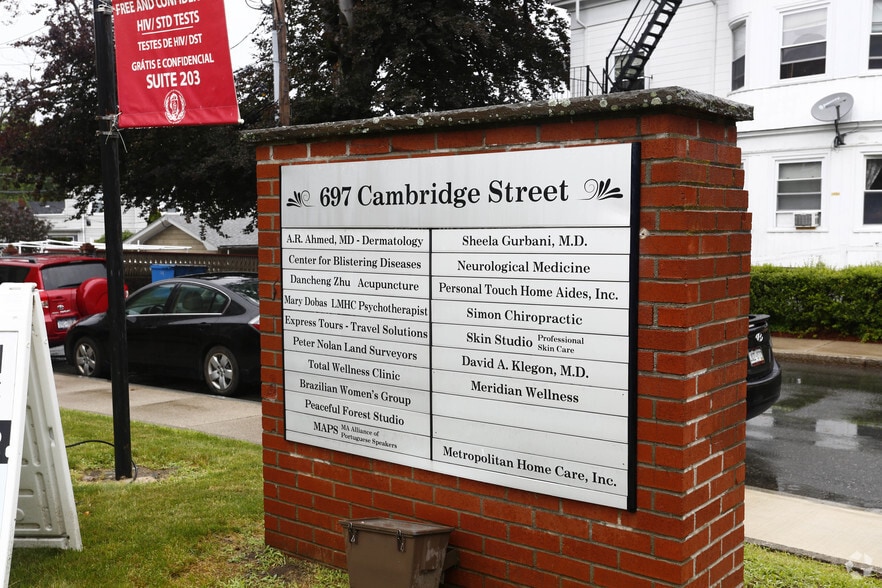 FREE AND CONFIDENT
HIV/ STD TESTS
TESTES DE HIV/ DST
GRÁTIS E CONFIDENCIAL
SUITE 203
697 Cambridge Street
A.R. Ahmed, MD - Dermatology
Center for Blistering Diseases
Dancheng Zhu Acupuncture
Mary Dobas LMHC Psychotherapist
Express Tours - Travel Solutions
Peter Nolan Land Surveyors
Total Wellness Clinic
Brazilian Women's Group
Peaceful Forest Studio
MAPS MA Alliance of
Portuguese Speakers
Sheela Gurbani, M.D.
Neurological Medicine
Personal Touch Home Aides, Inc.
Simon Chiropractic
Skin Studio Professional
Skin Care
David A. Klegon, M.D.
Meridian Wellness
Metropolitan Home Care, Inc.